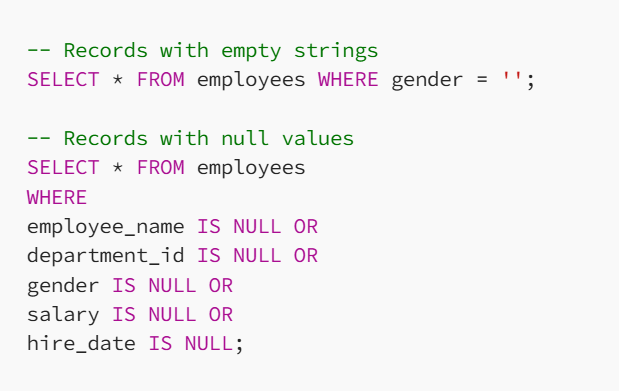 -- Records with empty strings
SELECT * FROM employees WHERE gender = '';
-- Records with null values
SELECT * FROM employees
WHERE
employee_name IS NULL OR
department_id IS NULL OR
gender IS NULL OR
salary IS NULL OR
hire_date IS NULL;